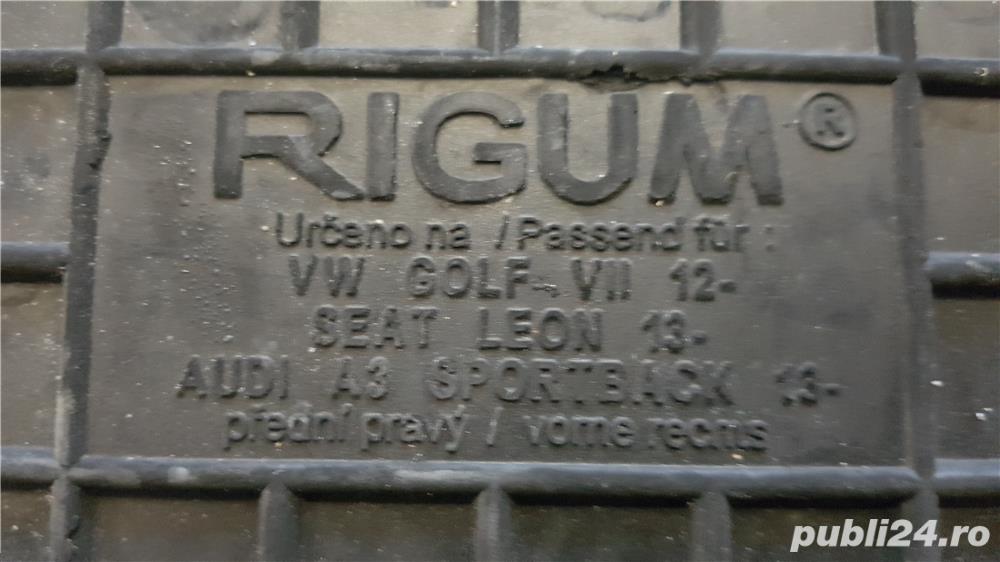 RIGUM®
Určeno na / Passend für :
VW GOLF VII 12-
SEAT LEON 13-
AUDI A3 SPORTBACK 13-
přední pravý / vorne rechts
publi24.ro